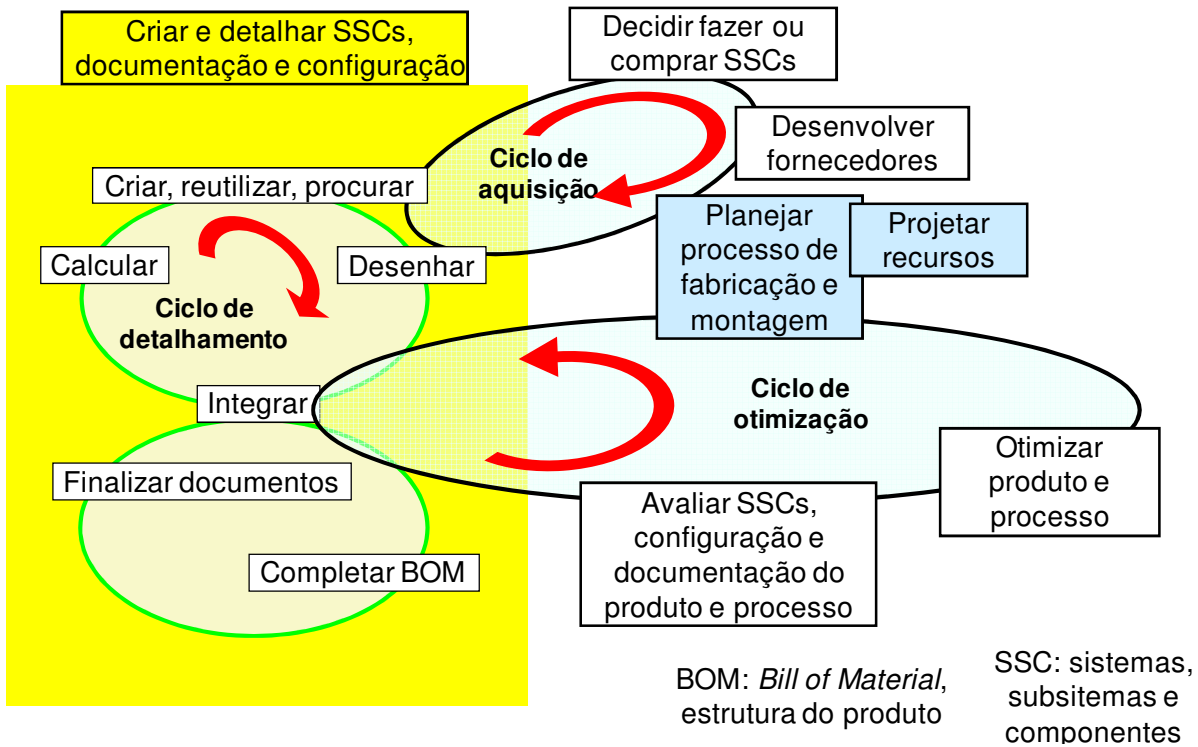 Criar e detalhar SSCs,
documentação e configuração
Decidir fazer ou
comprar SSCs
Desenvolver
fornecedores
Ciclo de
aquisição
Criar, reutilizar, procurar
Planejar
processo de
fabricação e
montagem
Projetar
recursos
Calcular
Desenhar
Ciclo de
detalhamento
Integrar
Ciclo de
otimização
Finalizar documentos
Otimizar
produto e
processo
Avaliar SSCs,
configuração e
documentação do
produto e processo
Completar BOM
BOM: Bill of Material,
estrutura do produto
SSC: sistemas,
subsitemas e
componentes